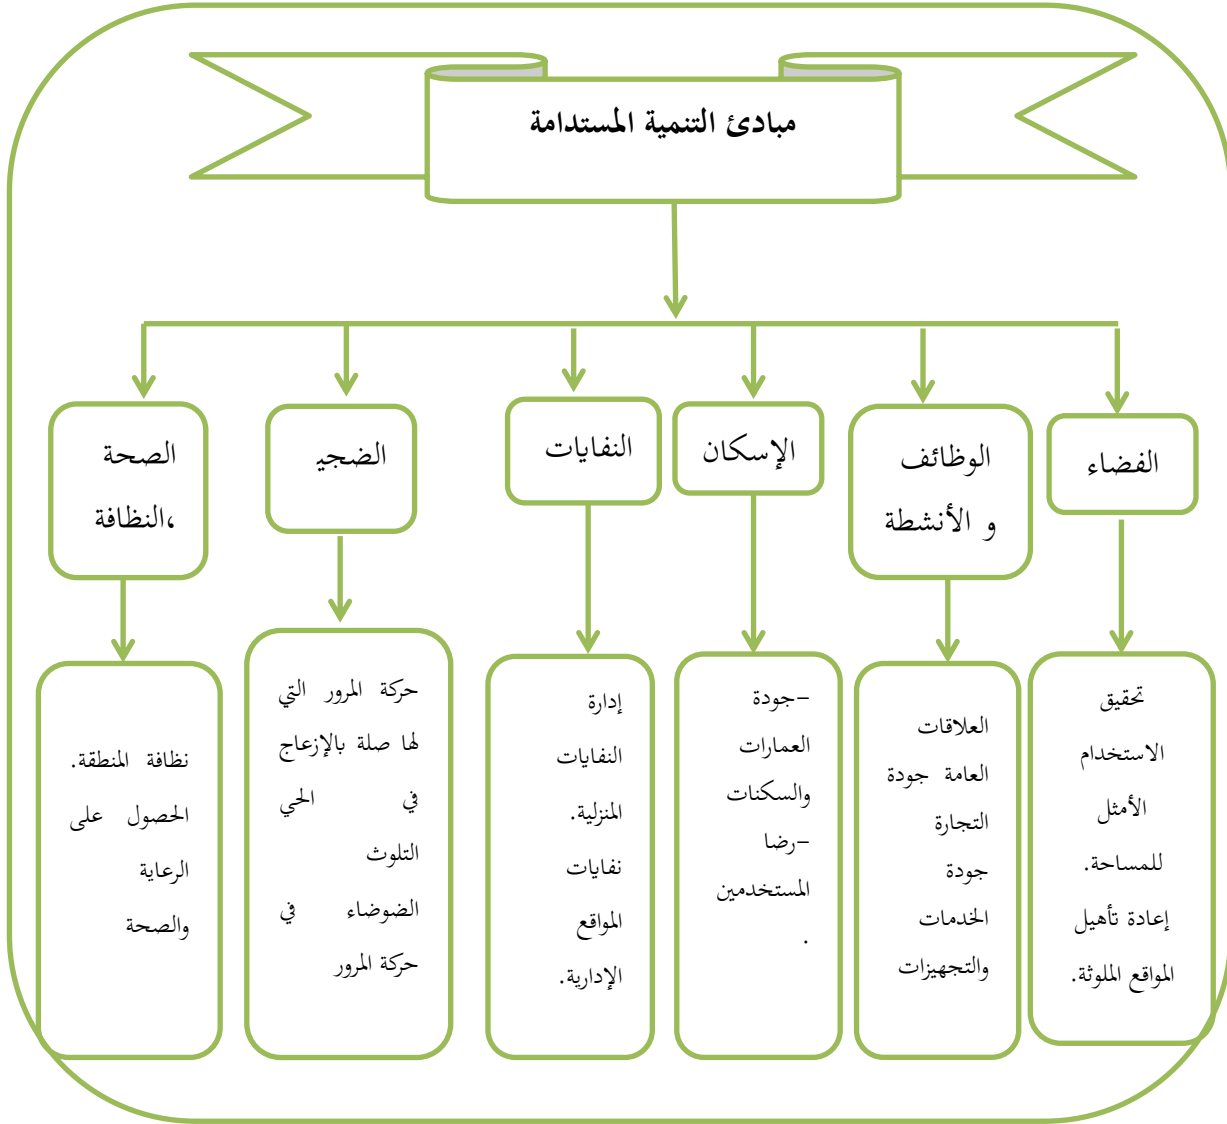 مبادئ التنمية المستدامة
الفضاء
الوظائف
و الأنشطة
الإسكان
النفايات
الضجيـ
الصحة
،النظافة
تحقيق
الاستخدام
الأمثل
للمساحة.
إعادة تأهيل
المواقع الملوثة.
العلاقات
العامة جودة
التجارة
جودة
الخدمات
والتجهيزات
-جودة
العمارات
والسكنات
-رضا
المستخدمين
.
إدارة
النفايات
المنزلية.
نفايات
المواقع
الإدارية.
حركة المرور التي
لها صلة بالإزعاج
في الحي
التلوث
الضوضاء في
حركة المرور
نظافة المنطقة.
الحصول على
الرعاية
والصحة